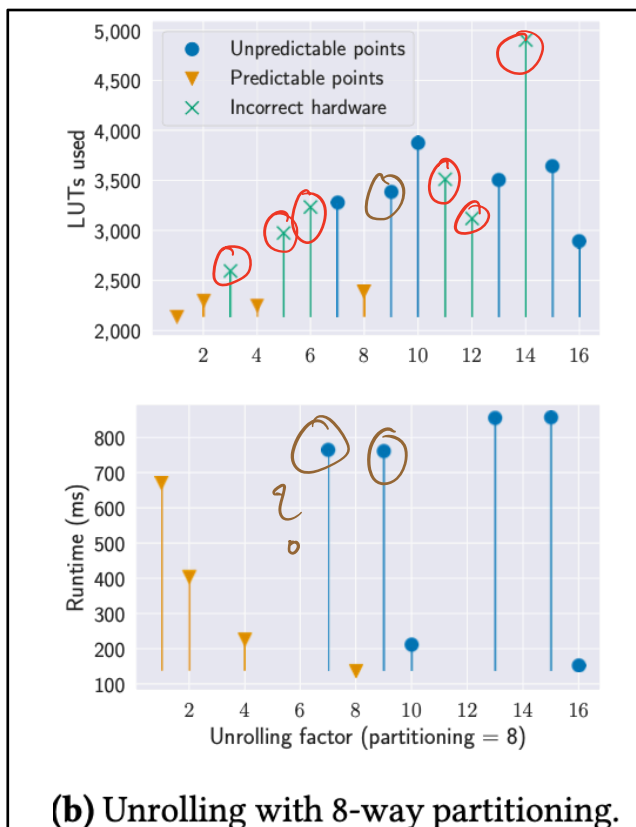 5,000
Unpredictable points
Predictable points
4,500
Incorrect hardware
4,000
LUTs used
3,500
3,000
2,500
2,000
2 4 6 8 10 12 14 16
800
700
600
?
Runtime (ms)
500
400
300
200
100
2 4 6 8 10 12 14 16
Unrolling factor (partitioning = 8)
(b) Unrolling with 8-way partitioning.